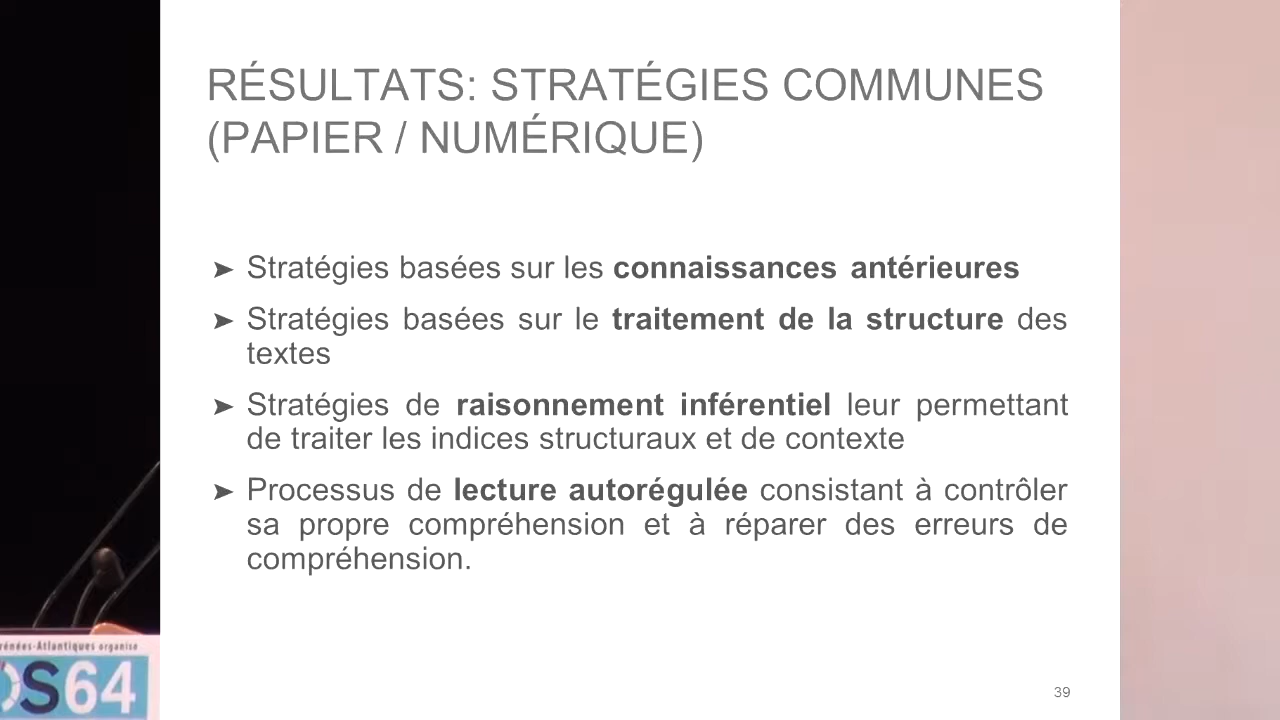 RÉSULTATS: STRATÉGIES COMMUNES
(PAPIER / NUMÉRIQUE)
➤ Stratégies basées sur les connaissances antérieures
➤ Stratégies basées sur le traitement de la structure des
textes
➤ Stratégies de raisonnement inférentiel leur permettant
de traiter les indices structuraux et de contexte
➤ Processus de lecture autorégulée consistant à contrôler
sa propre compréhension et à réparer des erreurs de
compréhension.
39
rénées-Atlantiques organise
OS64